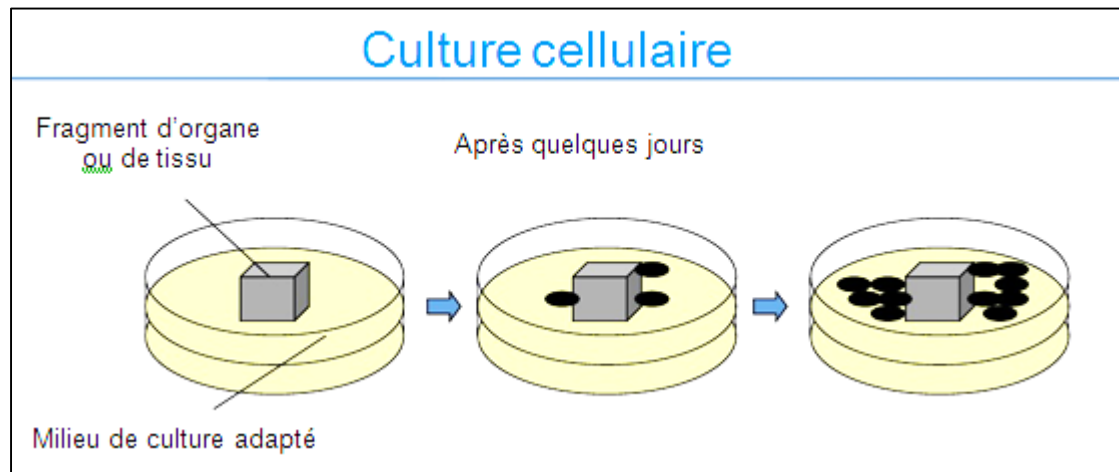 Culture cellulaire
Fragment d'organe
ou de tissu
Après quelques jours
Milieu de culture adapté